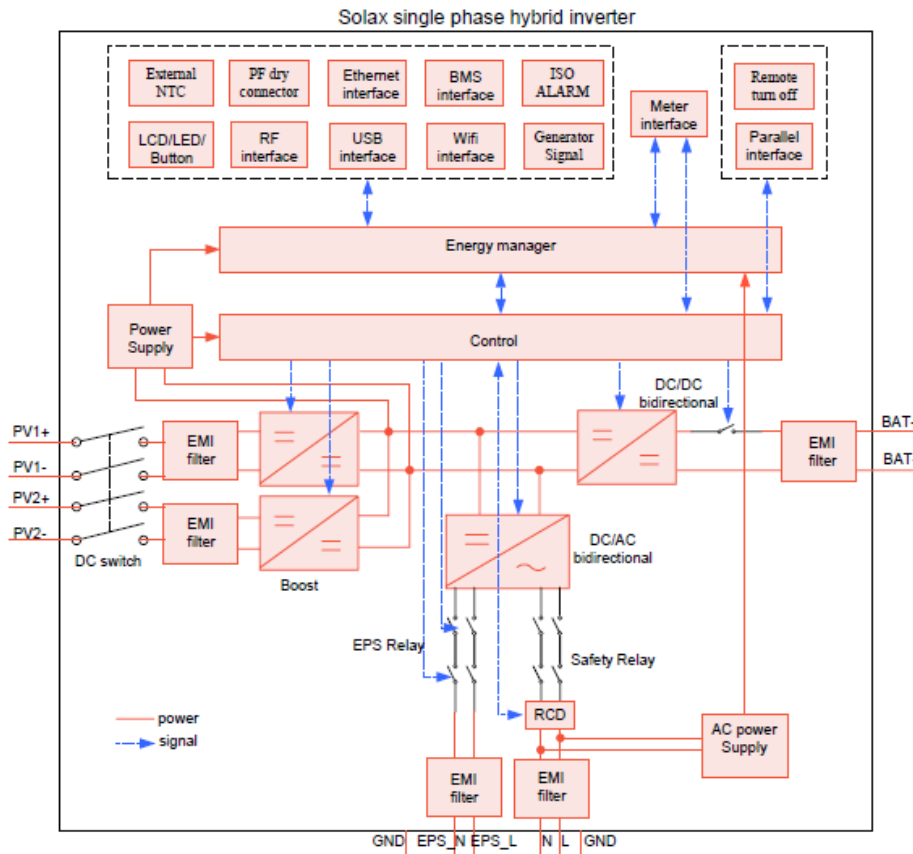 Solax single phase hybrid inverter
External
NTC
PF dry
connector
Ethernet
interface
BMS
interface
ISO
ALARM
LCD/LED/
Button
RF
interface
USB
interface
Wifi
interface
Generator
Signal
Meter
interface
Remote
turn off
Parallel
interface
Energy manager
Power
Supply
Control
DC/DC
bidirectional
PV1+
PV1-
PV2+
PV2-
DC switch
EMI
filter
EMI
filter
Boost
EMI
filter
BAT-
BAT-
DC/AC
bidirectional
EPS Relay
Safety Relay
RCD
AC power
Supply
power
signal
EMI
filter
EMI
filter
GND EPS_N EPS_L N L GND